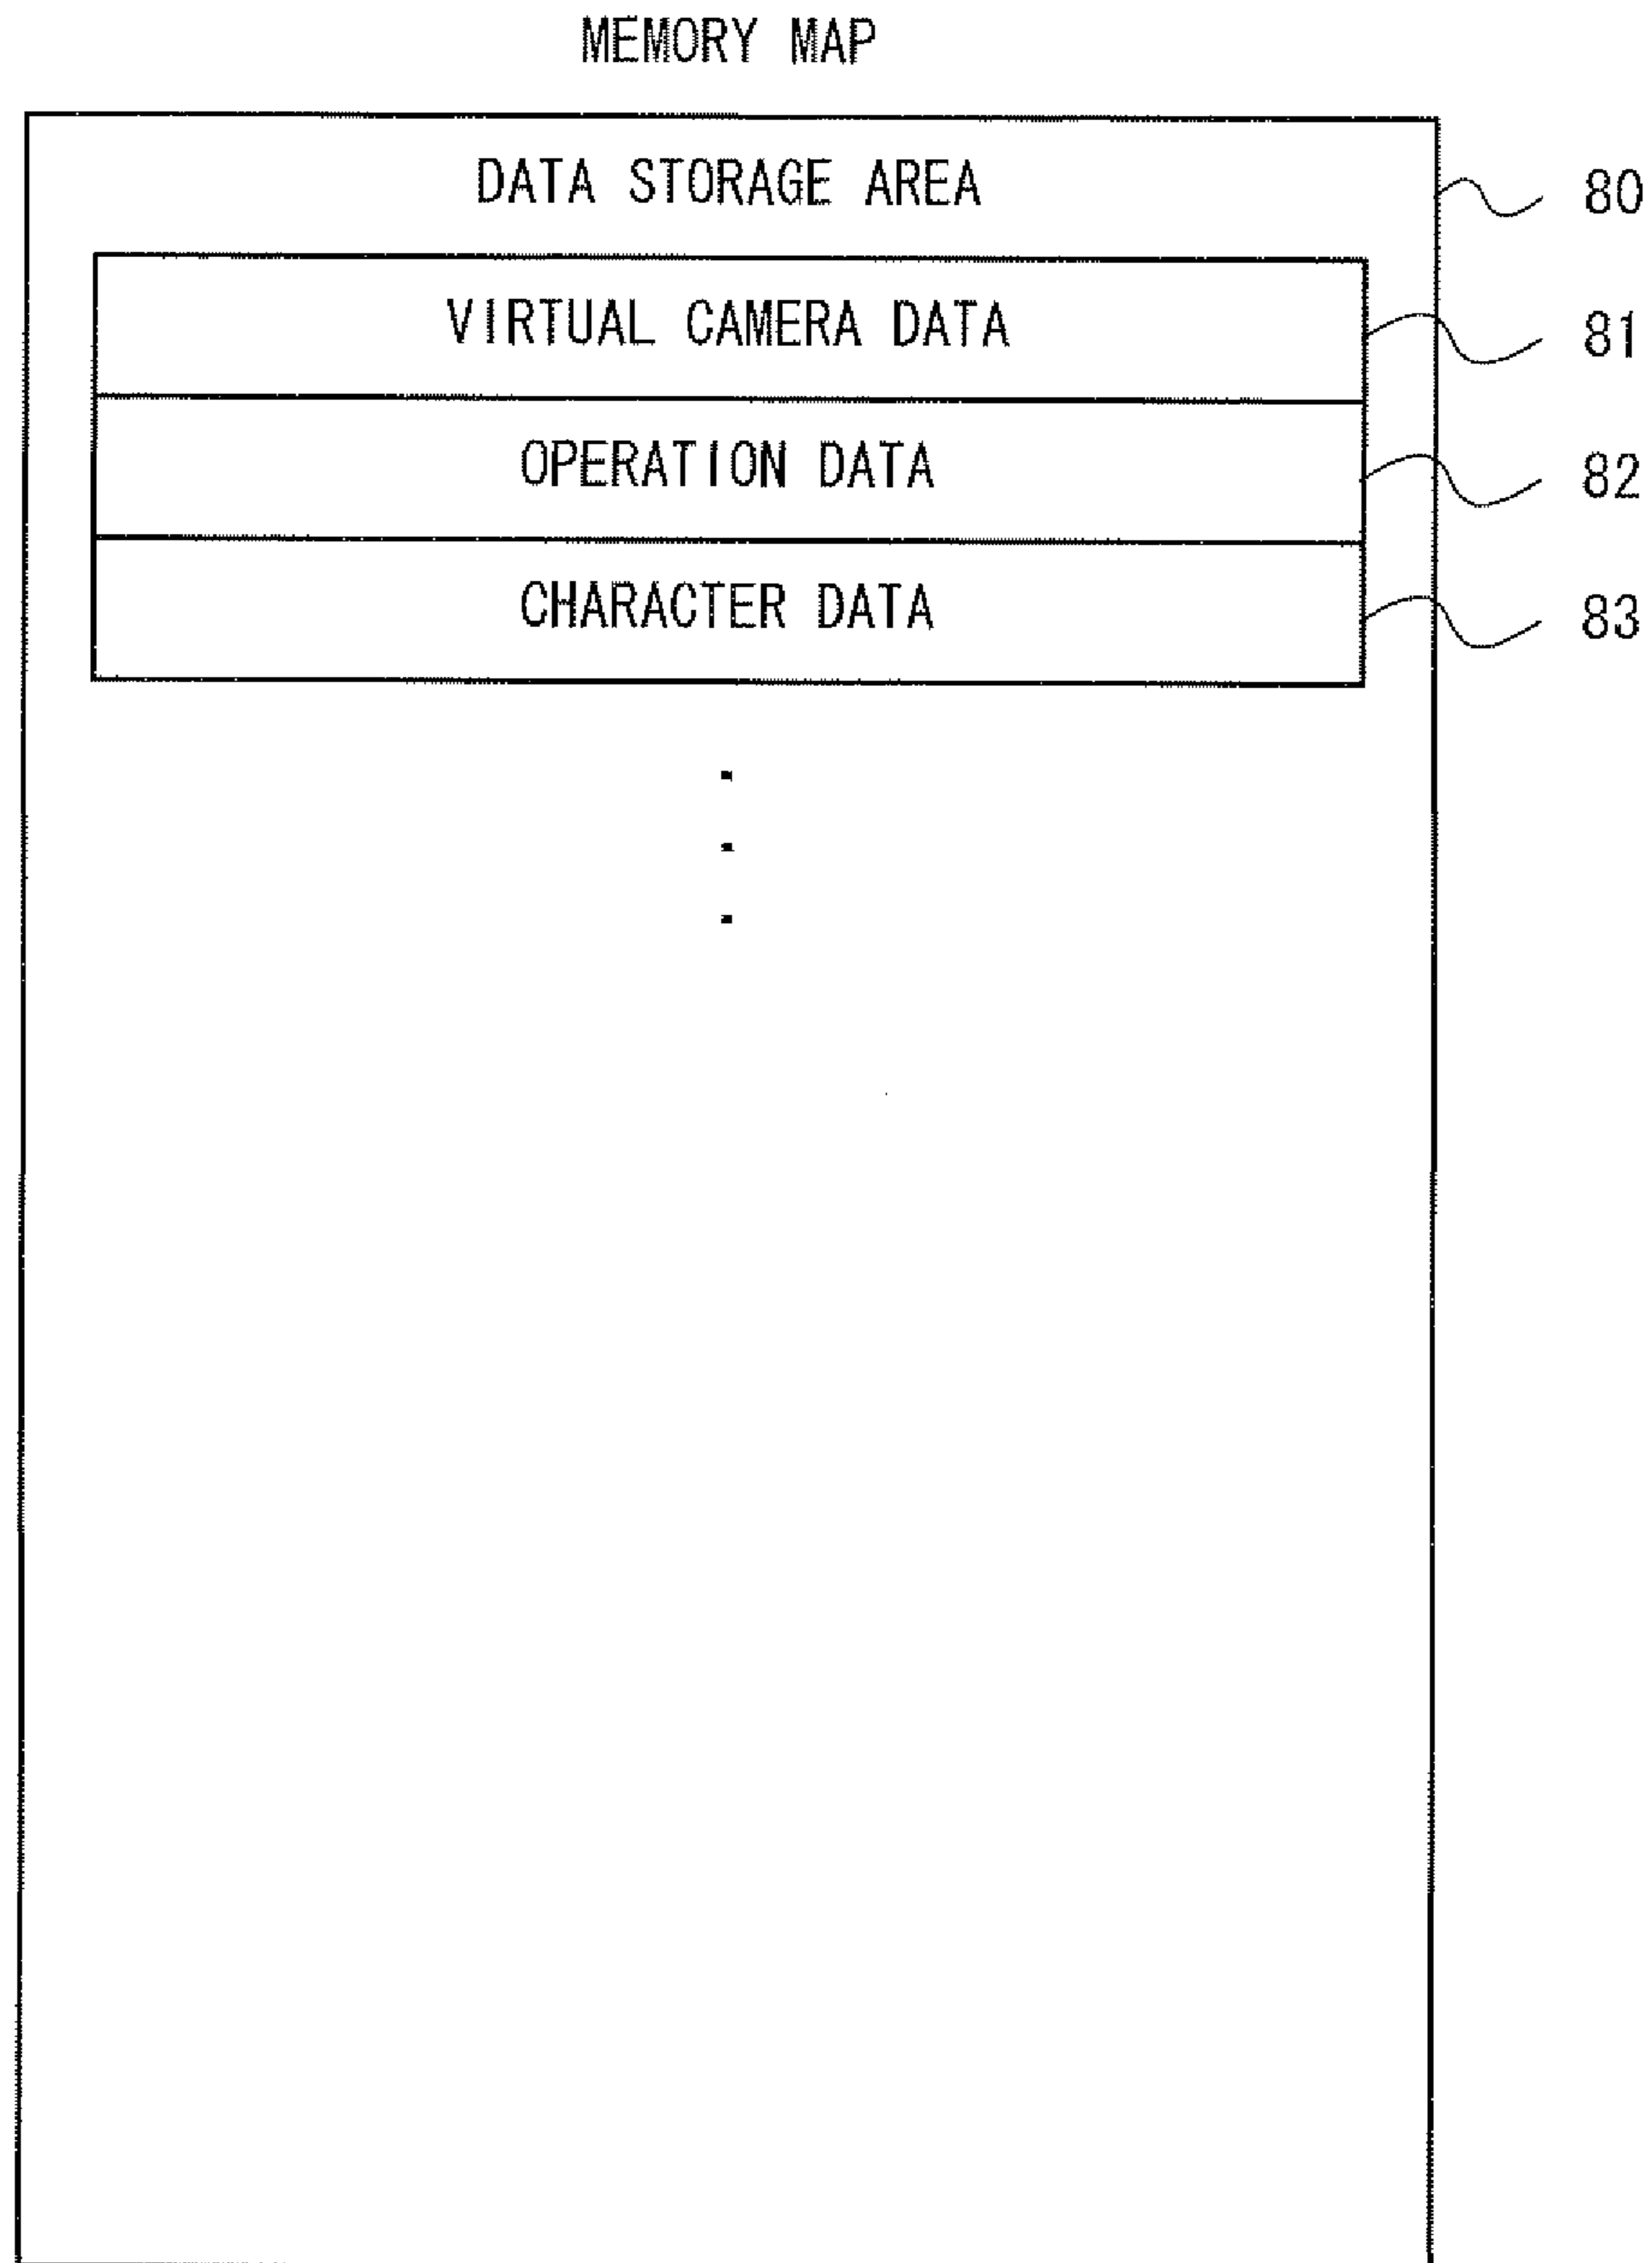 MEMORY MAP
DATA STORAGE AREA 80
VIRTUAL CAMERA DATA 81
OPERATION DATA 82
CHARACTER DATA 83